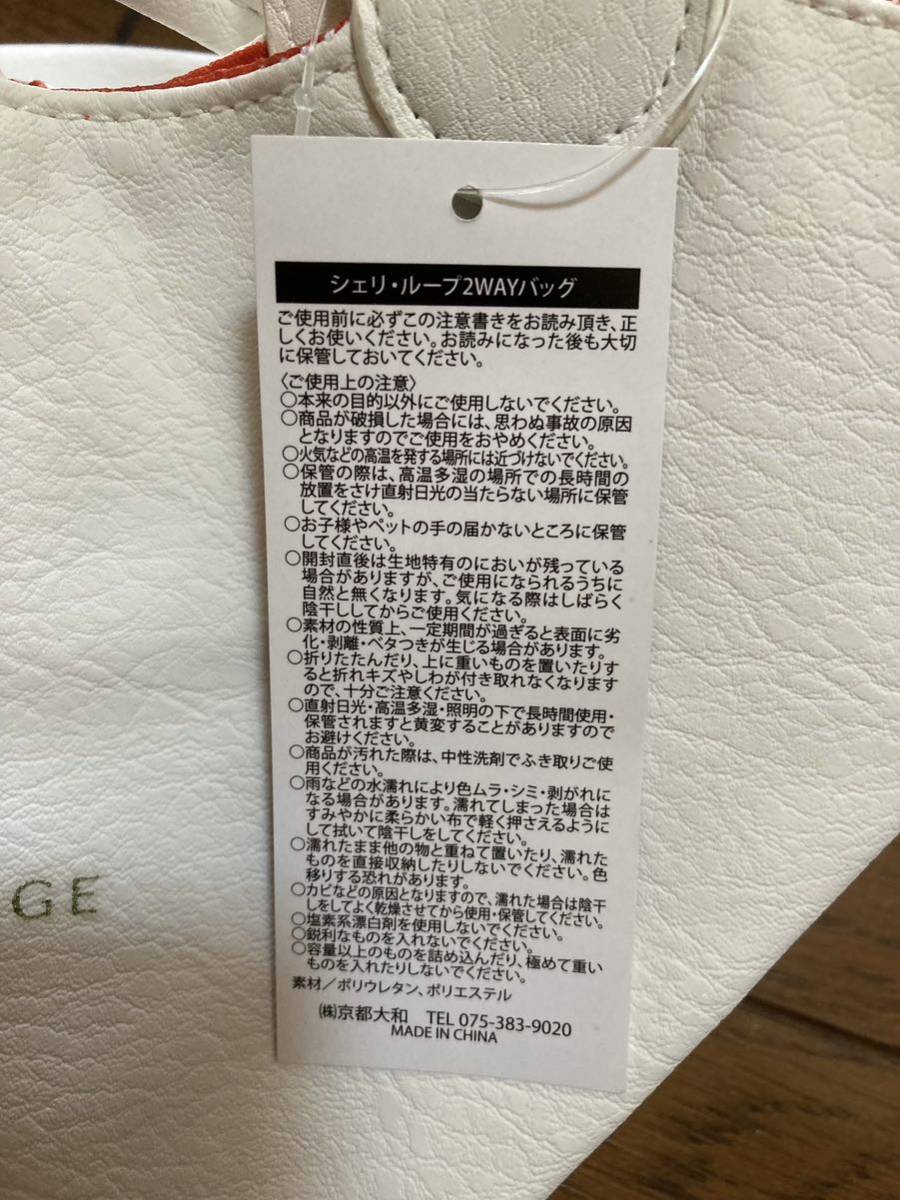 シェリ・ループ2WAYバッグ
ご使用前に必ずこの注意書きをお読み頂き、正
しくお使いください。お読みになった後も大切
に保管しておいてください。
〈ご使用上の注意〉
○本来の目的以外にご使用しないでください。
○商品が破損した場合には、思わぬ事故の原因
となりますのでご使用をおやめください。
○火気などの高温を発する場所には近づけないでください。
○保管の際は、高温多湿の場所での長時間の
放置をさけ直射日光の当たらない場所に保管
してください。
○お子様やペットの手の届かないところに保管
してください。
○開封直後は生地特有のにおいが残っている
場合がありますが、ご使用になられるうちに
自然と無くなります。気になる際はしばらく
陰干ししてからご使用ください。
○素材の性質上、一定期間が過ぎると表面に劣
化・剥離・ベタつきが生じる場合があります。
○折りたたんだり、上に重いものを置いたりす
ると折れキズやしわが付き取れなくなります
ので、十分ご注意ください。
○直射日光・高温多湿・照明の下で長時間使用・
保管されますと黄変することがありますので
お避けください。
○商品が汚れた際は、中性洗剤でふき取りご使
用ください。
○雨などの水濡れにより色ムラ・シミ・剥がれに
なる場合があります。濡れてしまった場合は
すみやかに柔らかい布で軽く押さえるように
して拭いて陰干しをしてください。
○濡れたまま他の物と重ねて置いたり、濡れた
ものを直接収納したりしないでください。色
移りする恐れがあります。
○カビなどの原因となりますので、濡れた場合は陰干
しをしてよく乾燥させてから使用・保管してください。
○塩素系漂白剤を使用しないでください。
○鋭利なものを入れないでください。
○容量以上のものを詰め込んだり、極めて重い
ものを入れたりしないでください。
素材/ポリウレタン、ポリエステル
㈱京都大和 TEL 075-383-9020
MADE IN CHINA
GE